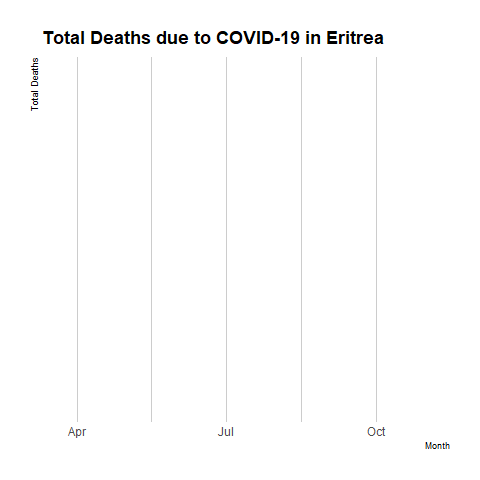 Total Deaths due to COVID-19 in Eritrea
Total Deaths
Apr Jul Oct
Month